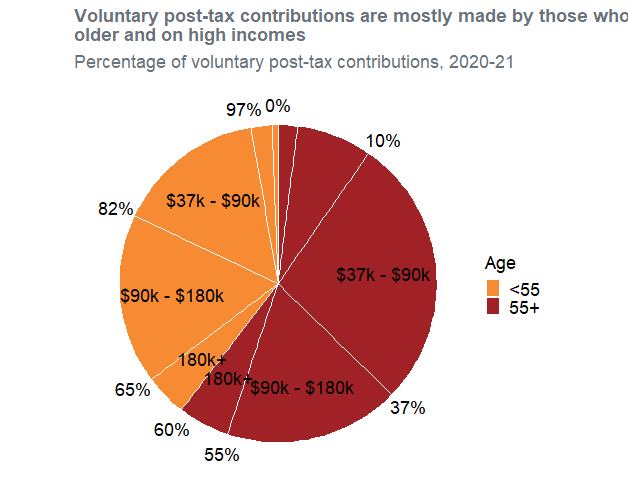 Voluntary post-tax contributions are mostly made by those who
older and on high incomes
Percentage of voluntary post-tax contributions, 2020-21
97%
0%
10%
82%
$37k - $90k
$37k - $90k
$90k - $180k
Age
<55
55+
180k+
180k+
$90k - $180k
65%
37%
60%
55%